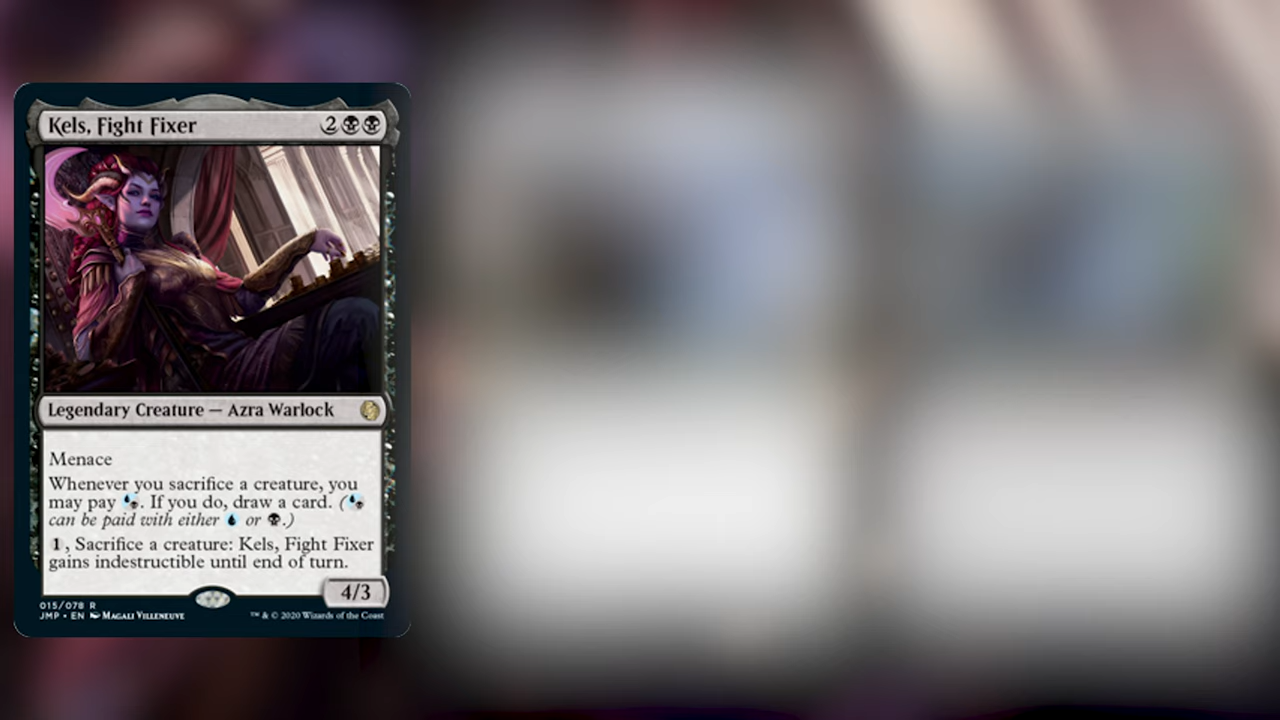 Kels, Fight Fixer 2
Legendary Creature — Azra Warlock
Menace
Whenever you sacrifice a creature, you
may pay . If you do, draw a card. (
can be paid with either or .)
1, Sacrifice a creature: Kels, Fight Fixer
gains indestructible until end of turn.
4/3
015/078 R
JMP • EN Magali Villeneuve
™ & © 2020 Wizards of the Coast